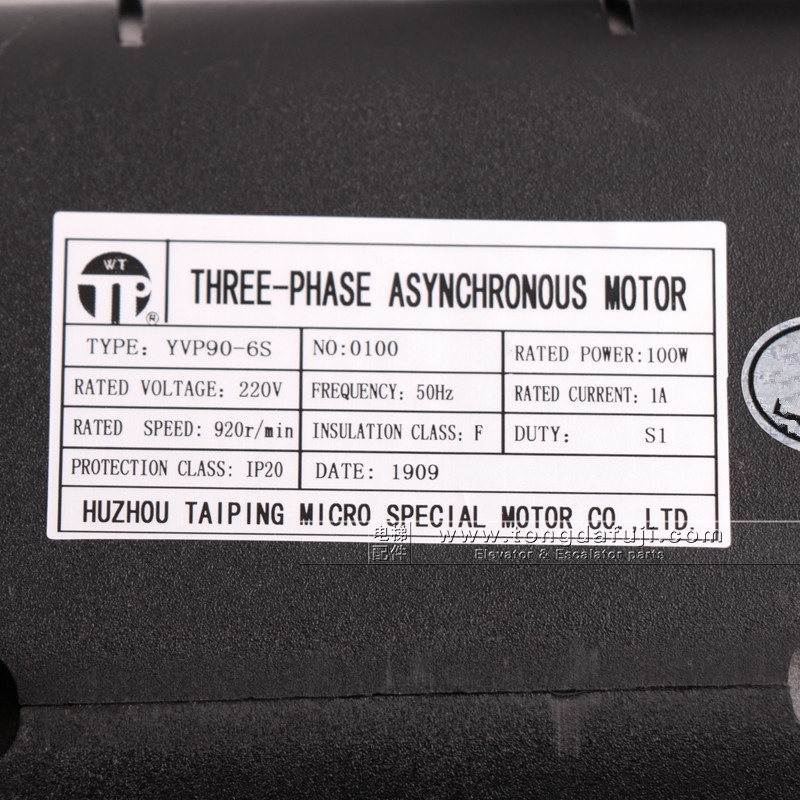 WT
TP®
THREE-PHASE ASYNCHRONOUS MOTOR
TYPE: YVP90-6S NO:0100 RATED POWER:100W
RATED VOLTAGE: 220V FREQUENCY: 50Hz RATED CURRENT: 1A
RATED SPEED: 920r/min INSULATION CLASS: F DUTY: S1
PROTECTION CLASS: IP20 DATE: 1909
HUZHOU TAIPING MICRO SPECIAL MOTOR CO.,LTD.
电梯
配件
www.tongdafuji.com
Elevator & Escalator parts